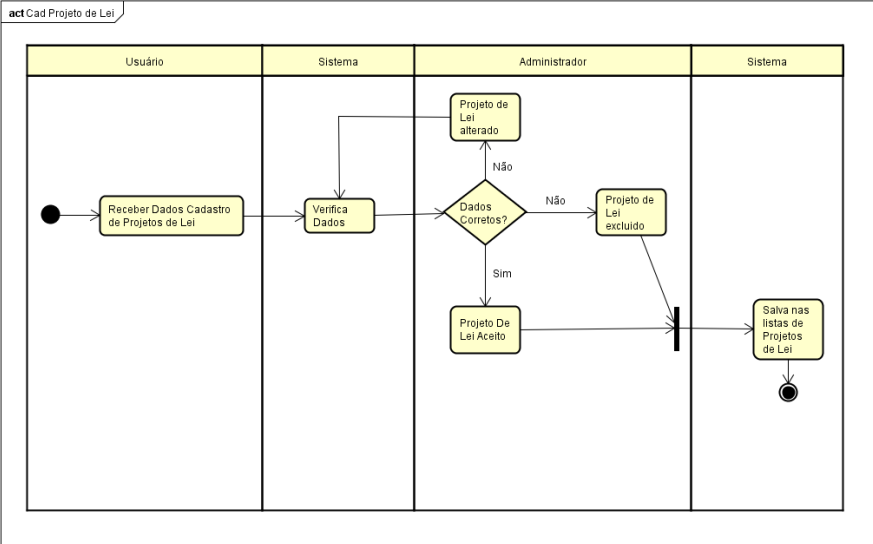 act Cad Projeto de Lei
Usuário
Sistema
Administrador
Sistema
Projeto de
Lei
alterado
Não
Receber Dados Cadastro
de Projetos de Lei
Verifica
Dados
Dados
Corretos?
Não
Projeto de
Lei
excluido
Sim
Projeto De
Lei Aceito
Salva nas
listas de
Projetos
de Lei